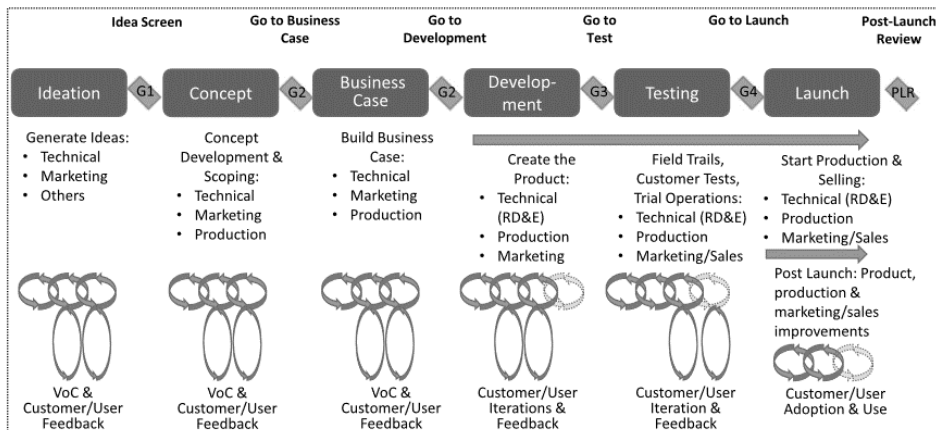 Idea Screen
Go to Business
Case
Go to
Development
Go to
Test
Go to Launch
Post-Launch
Review
Ideation
G1
Concept
G2
Business
Case
G2
Develop-
ment
G3
Testing
G4
Launch
PLR
Generate Ideas:
• Technical
• Marketing
• Others
Concept
Development &
Scoping:
• Technical
• Marketing
• Production
Build Business
Case:
• Technical
• Marketing
• Production
Create the
Product:
• Technical
(RD&E)
• Production
• Marketing
Field Trails,
Customer Tests,
Trial Operations:
• Technical (RD&E)
• Production
• Marketing/Sales
Start Production &
Selling:
• Technical (RD&E)
• Production
• Marketing/Sales
Post Launch: Product,
production &
marketing/sales
improvements
VoC &
Customer/User
Feedback
VoC &
Customer/User
Feedback
VoC &
Customer/User
Feedback
Customer/User
Iterations &
Feedback
Customer/User
Iteration &
Feedback
Customer/User
Adoption & Use